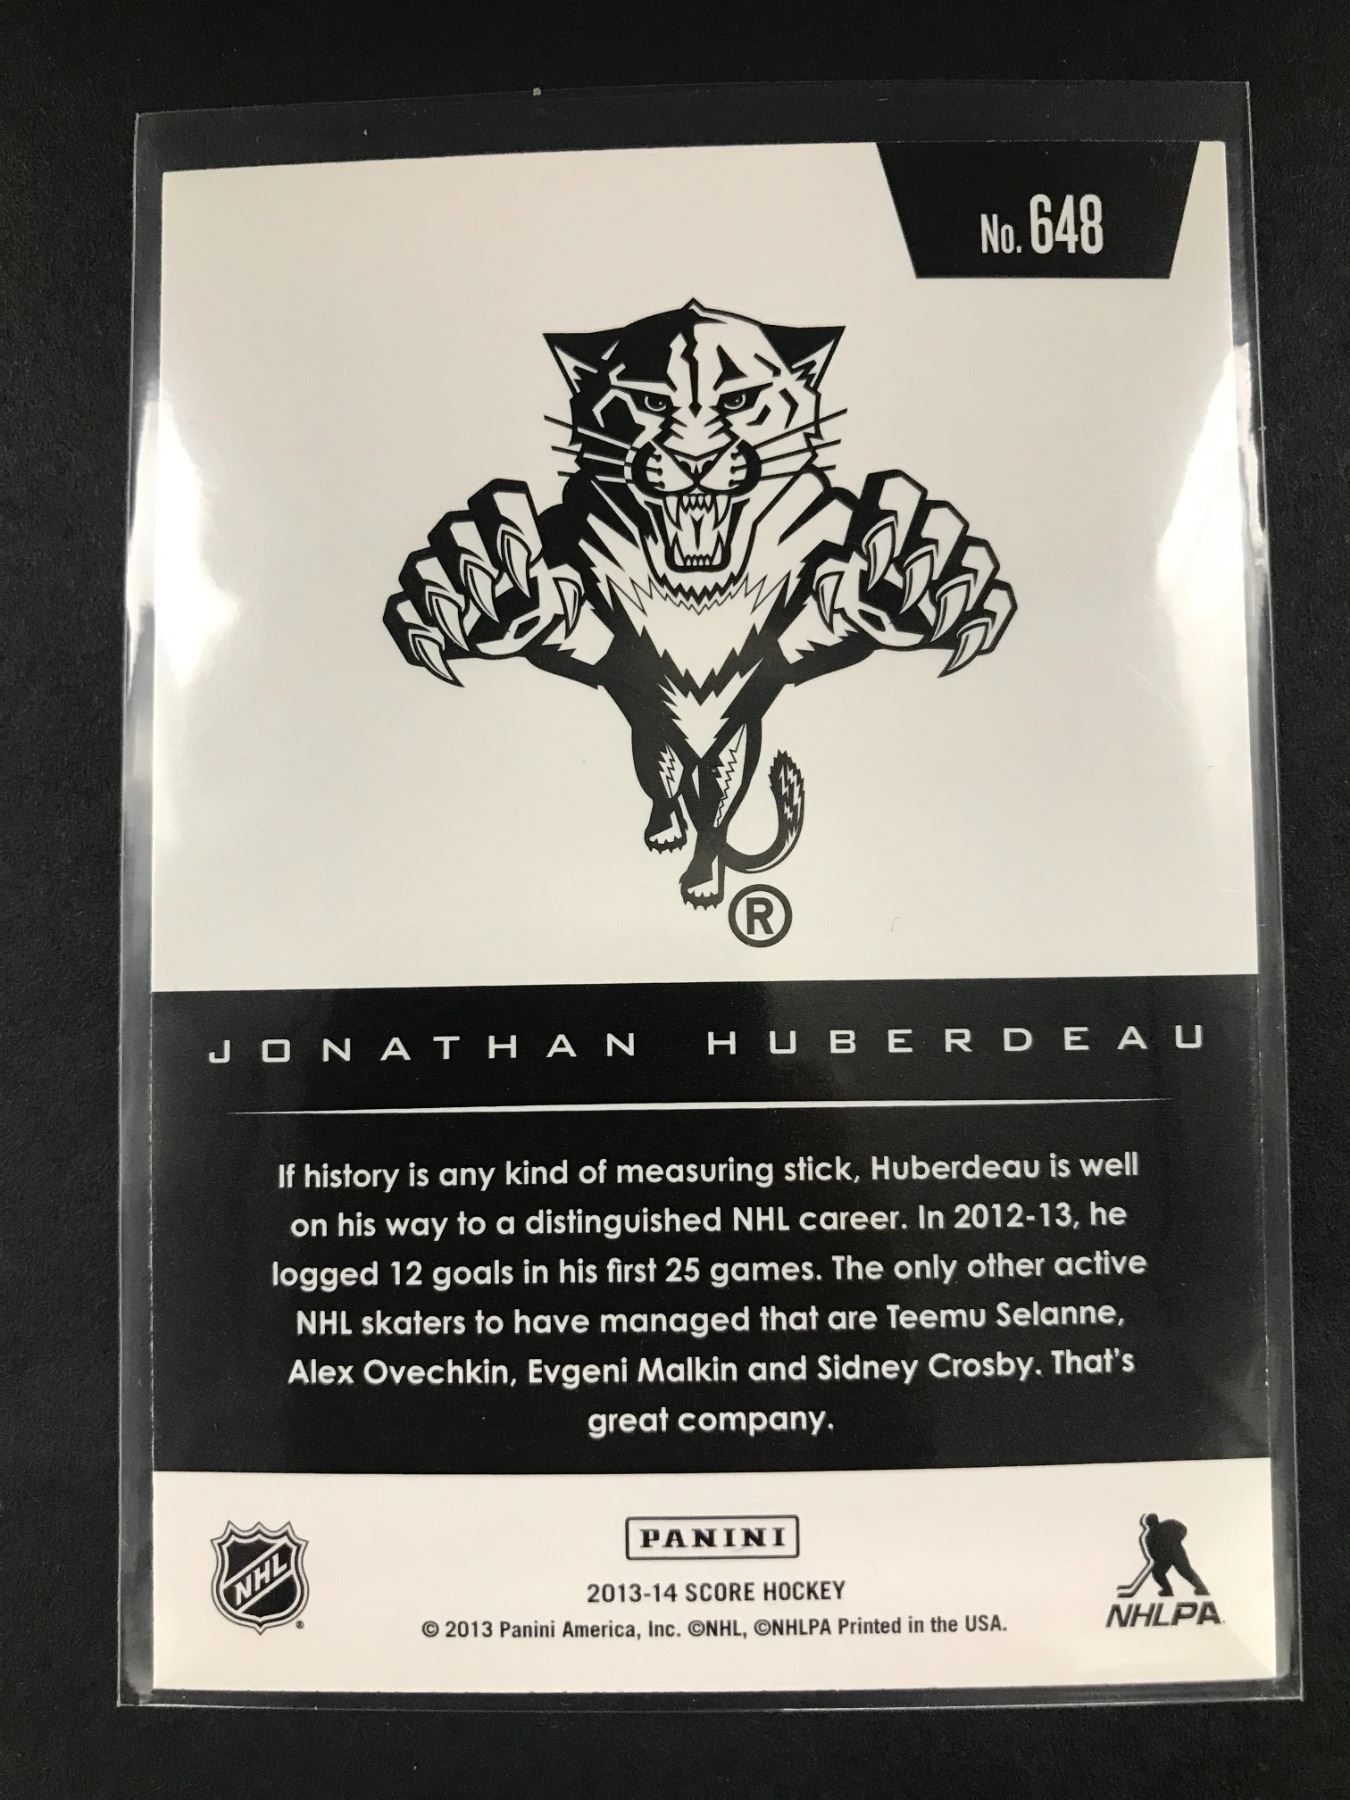 No. 648
®
JONATHAN HUBERDEAU
If history is any kind of measuring stick, Huberdeau is well
on his way to a distinguished NHL career. In 2012-13, he
logged 12 goals in his first 25 games. The only other active
NHL skaters to have managed that are Teemu Selanne,
Alex Ovechkin, Evgeni Malkin and Sidney Crosby. That's
great company.
NHL ®
PANINI
2013-14 SCORE HOCKEY
© 2013 Panini America, Inc. ©NHL, ©NHLPA Printed in the USA.
NHLPA